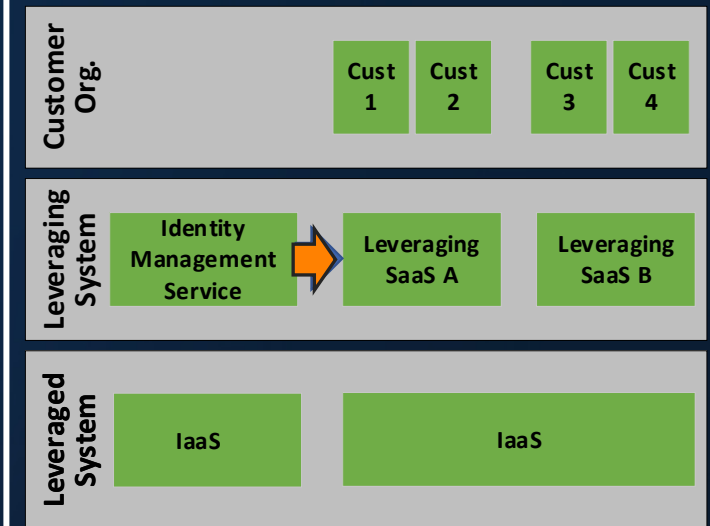 Customer
Org.
Cust
1
Cust
2
Cust
3
Cust
4
Leveraging
System
Identity
Management
Service
Leveraging
SaaS A
Leveraging
SaaS B
Leveraged
System
IaaS
IaaS